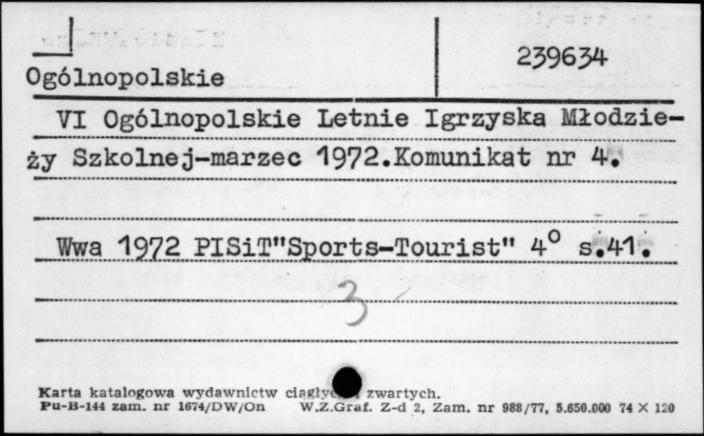 239634
Ogólnopolskie
VI Ogólnopolskie Letnie Igrzyska Młodzie-
ży Szkolnej-marzec 1972.Komunikat nr 4.
Wwa 1972 PISiT"Sports-Tourist" 4° s.41.
3
Karta katalogowa wydawnictw zwartych.
Pu-B-144 zam. nr 1674/DW/On W.Z.Graf. Z-d 2, Zam. nr 988/77, 5.650.000 74 X 120